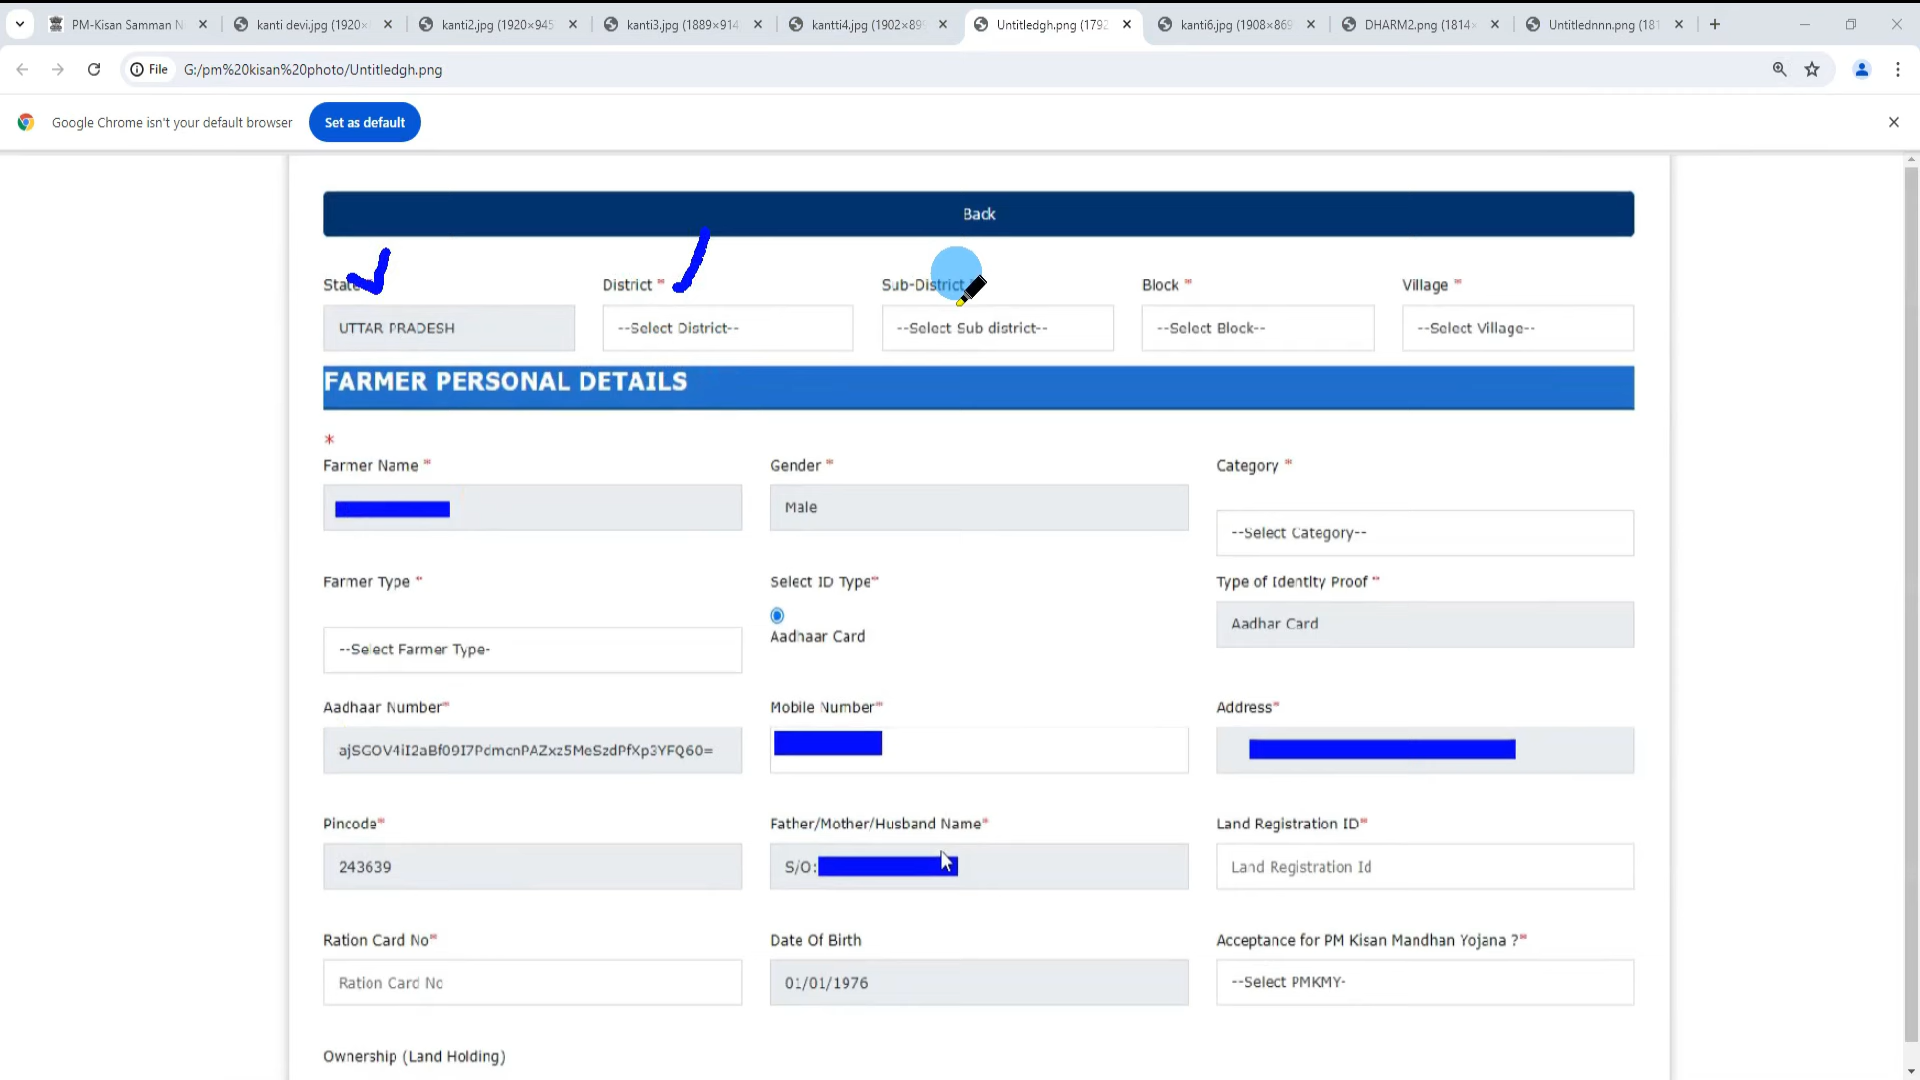 PM-Kisan Samman N
kanti devi.jpg (1920×
kanti2.jpg (1920×945
kanti3.jpg (1889×914
kantti4.jpg (1902×899
Untitledgh.png (1792
kanti6.jpg (1908×869
DHARM2.png (1814×
Untitlednnn.png (181
File G:/pm%20kisan%20photo/Untitledgh.png
Google Chrome isn't your default browser Set as default
Back
State District * Sub-District Block * Village *
UTTAR PRADESH --Select District-- --Select Sub district-- --Select Block-- --Select Village--
FARMER PERSONAL DETAILS
*
Farmer Name * Gender * Category *
Male
--Select Category--
Farmer Type * Select ID Type* Type of Identity Proof *
Aadhar Card
Aadhaar Card
--Select Farmer Type-
Aadhaar Number* Mobile Number* Address*
Pincode* Father/Mother/Husband Name* Land Registration ID*
243639 S/O: Land Registration Id
Ration Card No* Date Of Birth Acceptance for PM Kisan Mandhan Yojana ?*
Ration Card No 01/01/1976 --Select PMKMY-
Ownership (Land Holding)